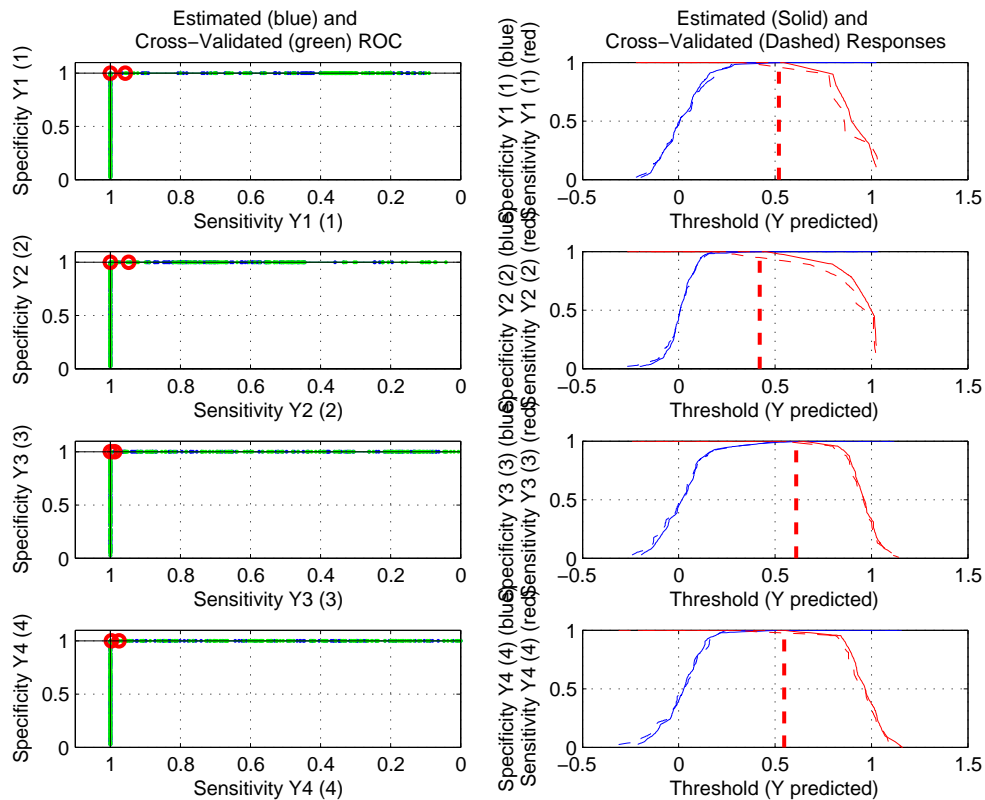 Estimated (blue) and
Cross−Validated (green) ROC
Specificity Y1 (1)
1
0.5
0
1 0.8 0.6 0.4 0.2 0
Sensitivity Y1 (1)
Estimated (Solid) and
Cross−Validated (Dashed) Responses
Specificity Y1 (1) (blue)
Sensitivity Y1 (1) (red)
1
0.5
0
−0.5 0 0.5 1 1.5
Threshold (Y predicted)
Specificity Y2 (2)
1
0.5
0
1 0.8 0.6 0.4 0.2 0
Sensitivity Y2 (2)
Specificity Y2 (2) (blue)
Sensitivity Y2 (2) (red)
1
0.5
0
−0.5 0 0.5 1 1.5
Threshold (Y predicted)
Specificity Y3 (3)
1
0.5
0
1 0.8 0.6 0.4 0.2 0
Sensitivity Y3 (3)
Specificity Y3 (3) (blue)
Sensitivity Y3 (3) (red)
1
0.5
0
−0.5 0 0.5 1 1.5
Threshold (Y predicted)
Specificity Y4 (4)
1
0.5
0
1 0.8 0.6 0.4 0.2 0
Sensitivity Y4 (4)
Specificity Y4 (4) (blue)
Sensitivity Y4 (4) (red)
1
0.5
0
−0.5 0 0.5 1 1.5
Threshold (Y predicted)